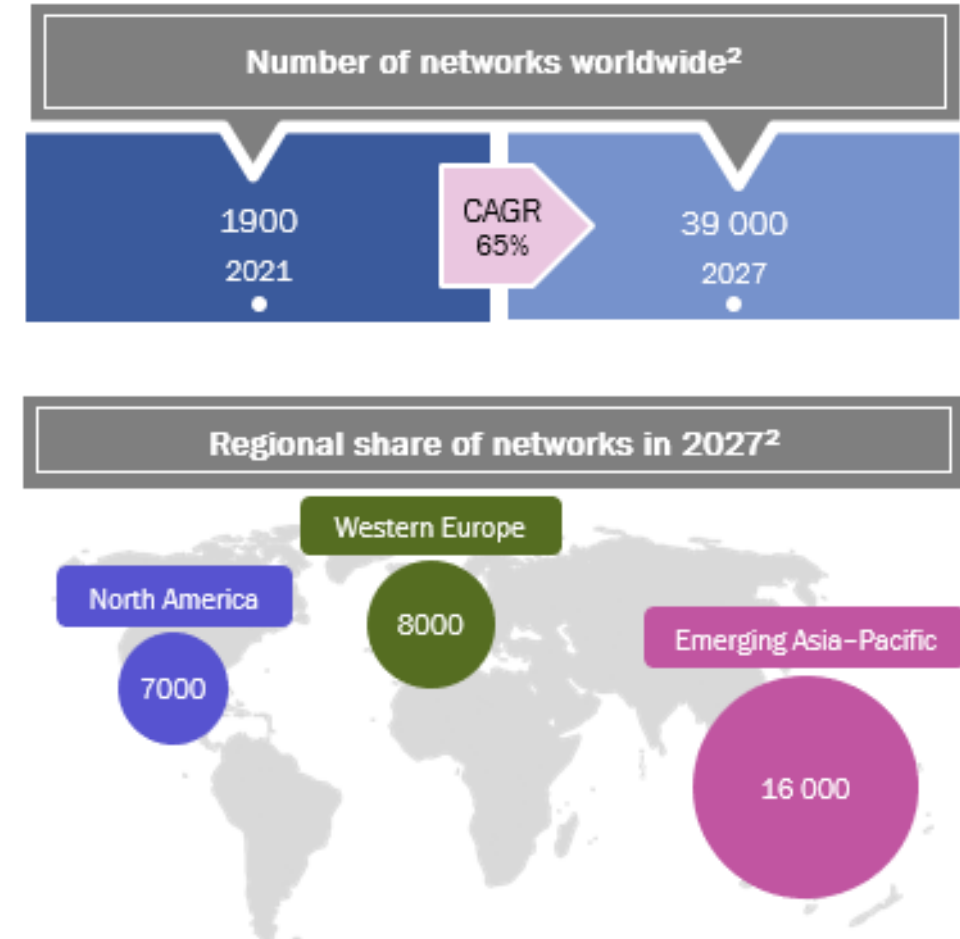 Number of networks worldwide²
1900
2021
CAGR
65%
39 000
2027
Regional share of networks in 2027²
Western Europe
8000
North America
7000
Emerging Asia–Pacific
16 000